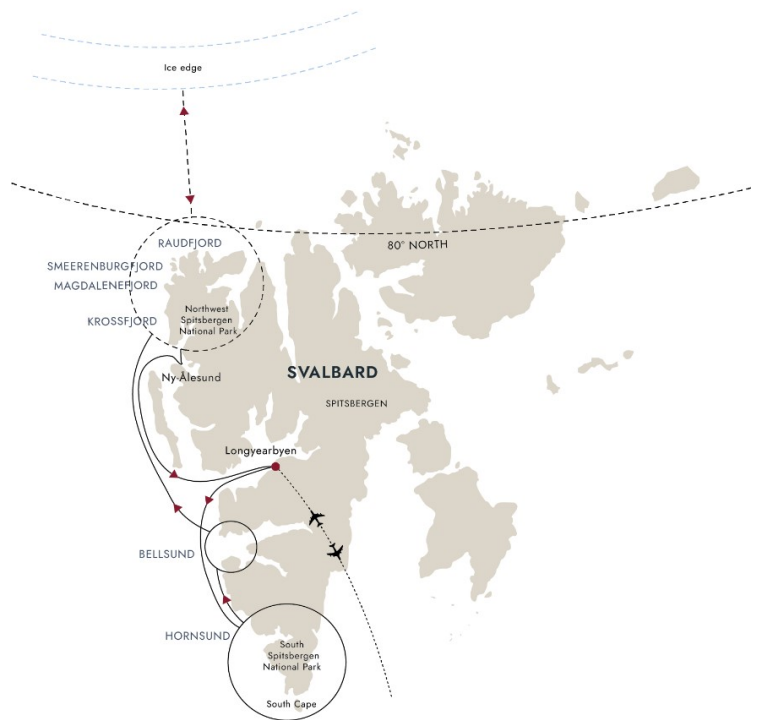 Ice edge
RAUDFJORD
80° NORTH
SMEERENBURGFJORD
MAGDALENEFJORD
KROSSFJORD
Northwest
Spitsbergen
National Park
Ny-Ålesund
SVALBARD
SPITSBERGEN
Longyearbyen
BELLSUND
HORNSUND
South
Spitsbergen
National Park
South Cape